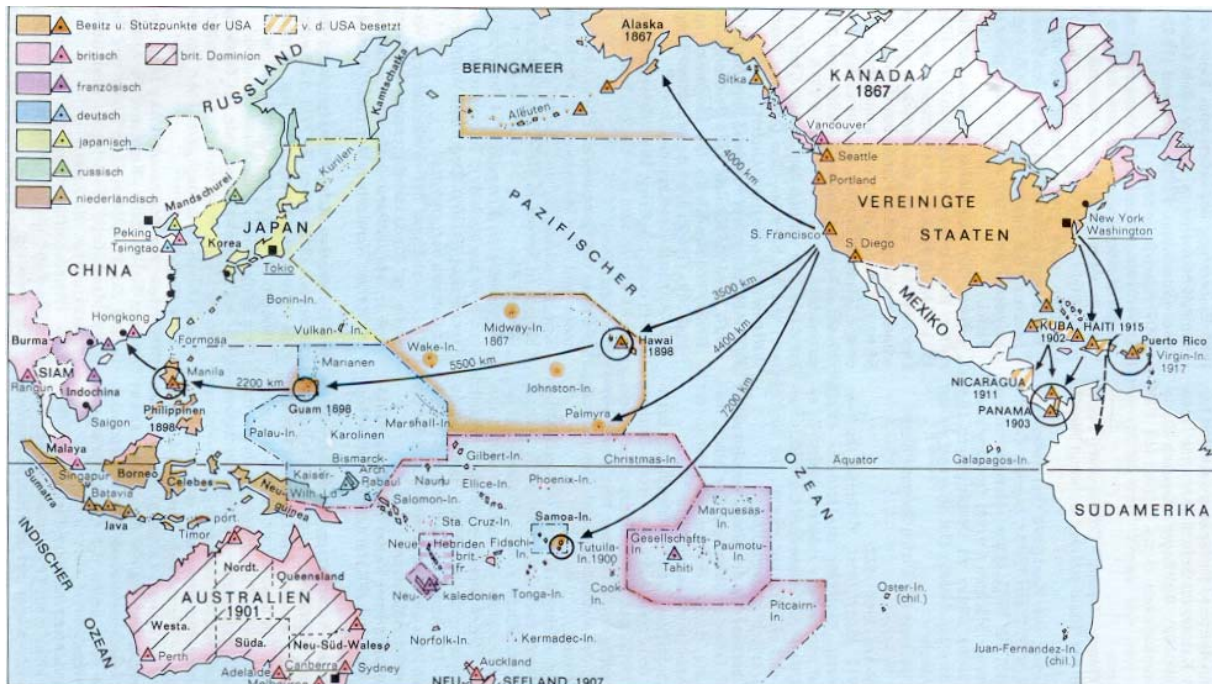 Besitz u. Stützpunkte der USA
v. d. USA besetzt
britisch
brit. Dominion
französisch
deutsch
japanisch
russisch
niederländisch
RUSSLAND
Kamtschatka
BERINGMEER
Alaska
1867
Sitka
Alëuten
KANADA
1867
Vancouver
Seattle
Portland
4000 km
VEREINIGTE
STAATEN
New York
Washington
S. Francisco
S. Diego
MEXIKO
Kurilen
Mandschurei
Peking
Tsingtao
Korea
JAPAN
Tokio
CHINA
PAZIFISCHER
OZEAN
3500 km
4400 km
7200 km
5500 km
2200 km
Bonin-In.
Vulkan-In.
Formosa
Hongkong
Burma
SIAM
Rangun
Indochina
Saigon
Manila
Philippinen
1898
Marianen
Guam 1898
Midway-In.
1867
Wake-In.
Hawai
1898
Johnston-In.
Palmyra
KUBA
1902
HAITI 1915
Puerto Rico
Virgin-In.
1917
NICARAGUA
1911
PANAMA
1903
Palau-In.
Karolinen
Marshall-In.
Malaya
Singapur
Sumatra
Borneo
Celebes
Batavia
Java
port.
Timor
Neu-
guinea
Kaiser-
Wilh.-Ld.
Bismarck-
Arch.
Rabaul
Nauru
Gilbert-In.
Christmas-In.
Äquator
Galapagos-In.
Ellice-In.
Phoenix-In.
Salomon-In.
Sta. Cruz-In.
Samoa-In.
Tutuila-
In. 1900
Marquesas-
In.
Gesellschafts-
In.
Paumotu-
In.
Tahiti
SÜDAMERIKA
INDISCHER
OZEAN
Neue
Hebriden
brit.-
fr.
Fidschi-
In.
Neu-
kaledonien
Tonga-In.
Cook-
In.
Pitcairn-
In.
Oster-In.
(chil.)
Juan-Fernandez-In.
(chil.)
Nordt.
Queensland
AUSTRALIEN
1901
Westa.
Süda.
Neu-Süd-Wales
Perth
Adelaide
Canberra
Sydney
Melbourne
Norfolk-In.
Kermadec-In.
Auckland
NEUSEELAND 1907